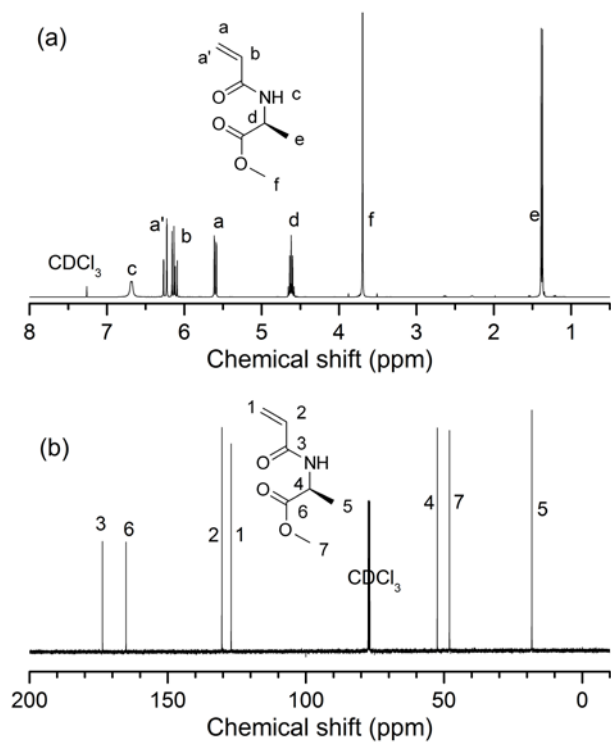 (a)
a
a'
b
O
NH
c
O
d
e
O
f
a'
b
a
d
f
e
CDCl3
c
8 7 6 5 4 3 2 1
Chemical shift (ppm)
(b)
1
2
3
O
NH
O
4
6
5
O
7
3
6
2
1
4
7
5
CDCl3
200 150 100 50 0
Chemical shift (ppm)